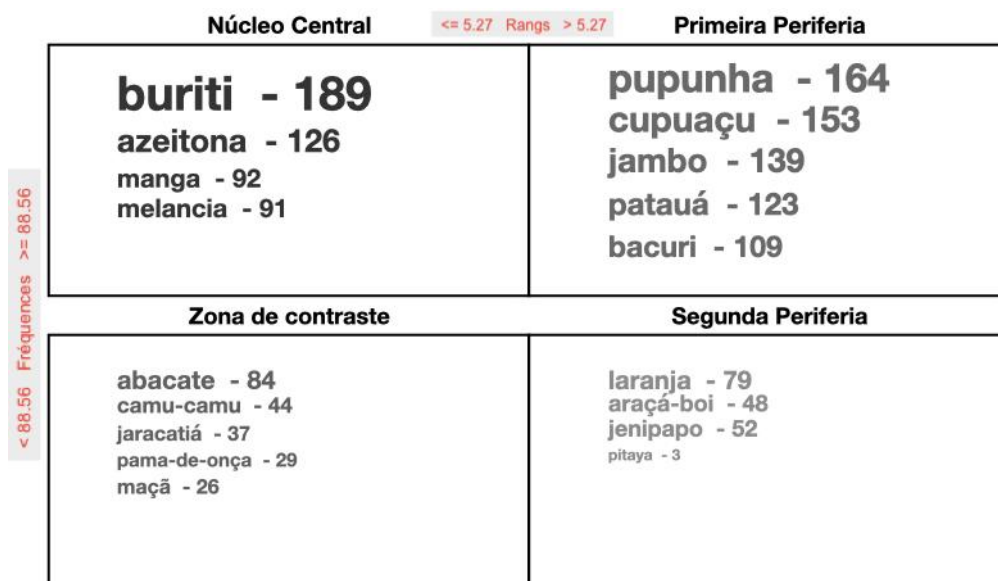 Núcleo Central
<= 5.27 Rangs > 5.27
Primeira Periferia
buriti - 189
azeitona - 126
manga - 92
melancia - 91
pupunha - 164
cupuaçu - 153
jambo - 139
patauá - 123
bacuri - 109
< 88.56 Fréquences >= 88.56
Zona de contraste
Segunda Periferia
abacate - 84
camu-camu - 44
jaracatiá - 37
pama-de-onça - 29
maçã - 26
laranja - 79
araçá-boi - 48
jenipapo - 52
pitaya - 3